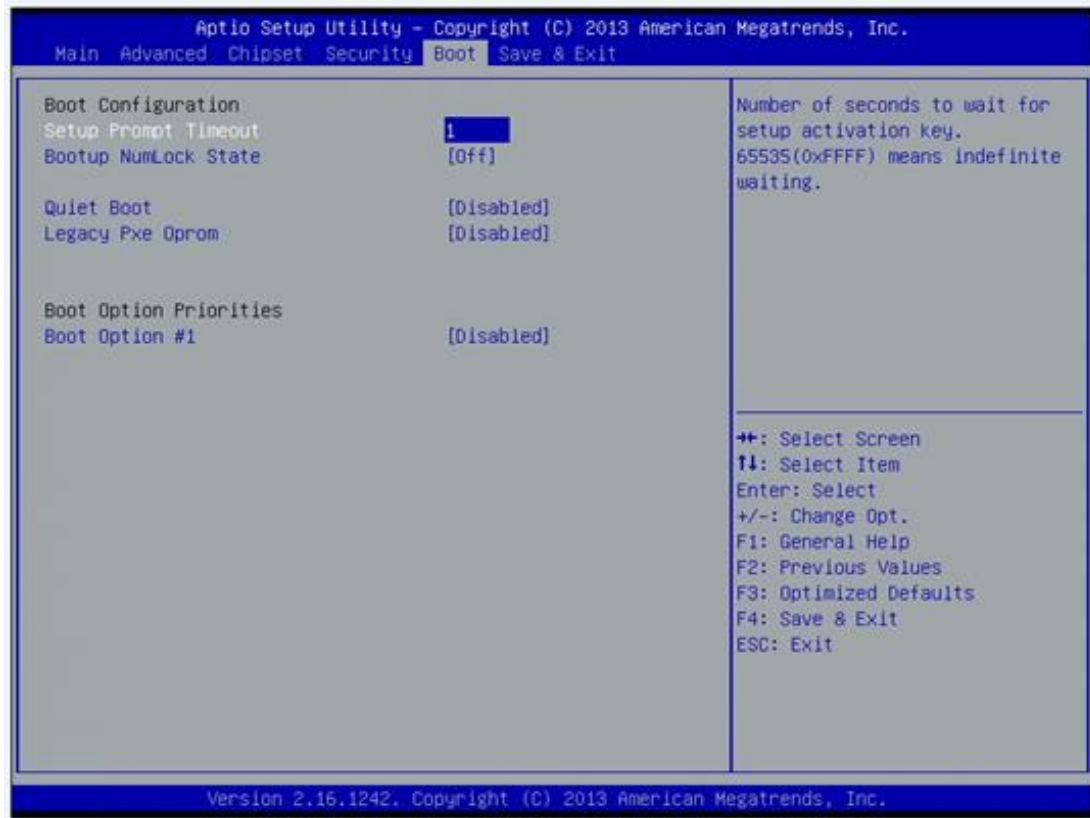 Aptio Setup Utility – Copyright (C) 2013 American Megatrends, Inc.
Main Advanced Chipset Security Boot Save & Exit
Boot Configuration
Setup Prompt Timeout 1
Bootup NumLock State [Off]
Quiet Boot [Disabled]
Legacy Pxe Oprom [Disabled]
Boot Option Priorities
Boot Option #1 [Disabled]
Number of seconds to wait for
setup activation key.
65535(0xFFFF) means indefinite
waiting.
→←: Select Screen
↑↓: Select Item
Enter: Select
+/-: Change Opt.
F1: General Help
F2: Previous Values
F3: Optimized Defaults
F4: Save & Exit
ESC: Exit
Version 2.16.1242. Copyright (C) 2013 American Megatrends, Inc.